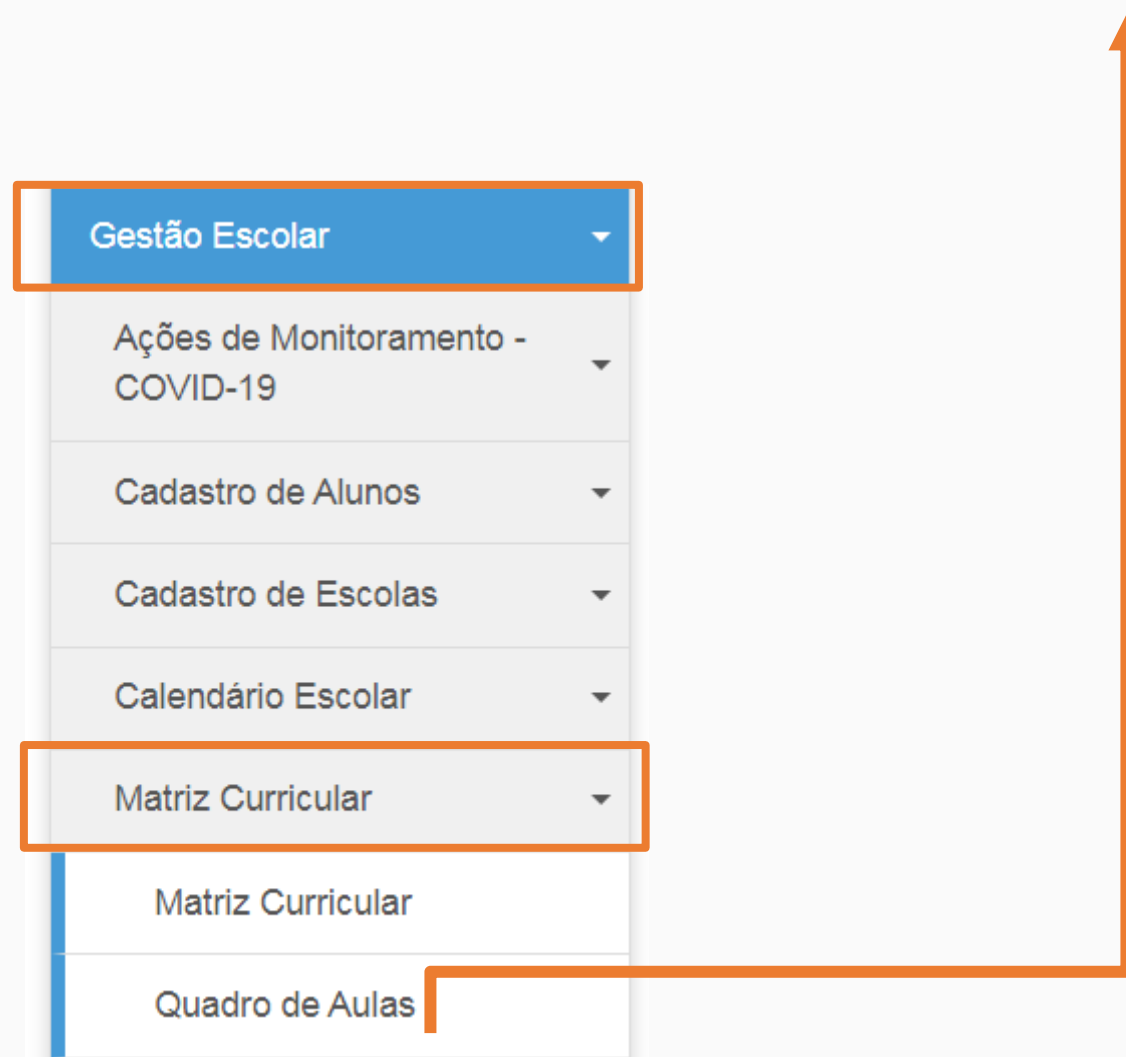 Gestão Escolar
Ações de Monitoramento -
COVID-19
Cadastro de Alunos
Cadastro de Escolas
Calendário Escolar
Matriz Curricular
Matriz Curricular
Quadro de Aulas